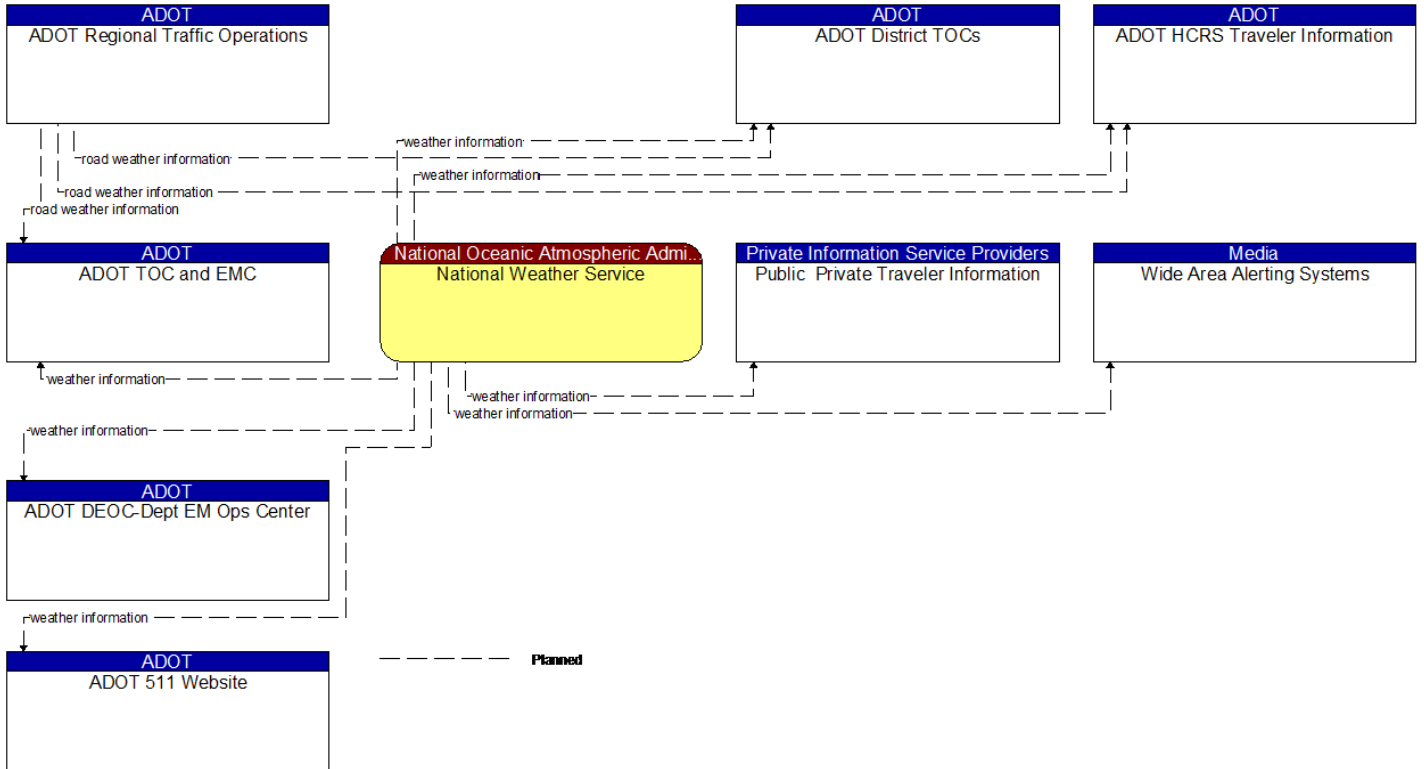 ADOT
ADOT Regional Traffic Operations
ADOT
ADOT District TOCs
ADOT
ADOT HCRS Traveler Information
weather information
road weather information
weather information
road weather information
road weather information
ADOT
ADOT TOC and EMC
National Oceanic Atmospheric Admi...
National Weather Service
Private Information Service Providers
Public  Private Traveler Information
Media
Wide Area Alerting Systems
weather information
weather information
weather information
weather information
ADOT
ADOT DEOC-Dept EM Ops Center
weather information
ADOT
ADOT 511 Website
Planned